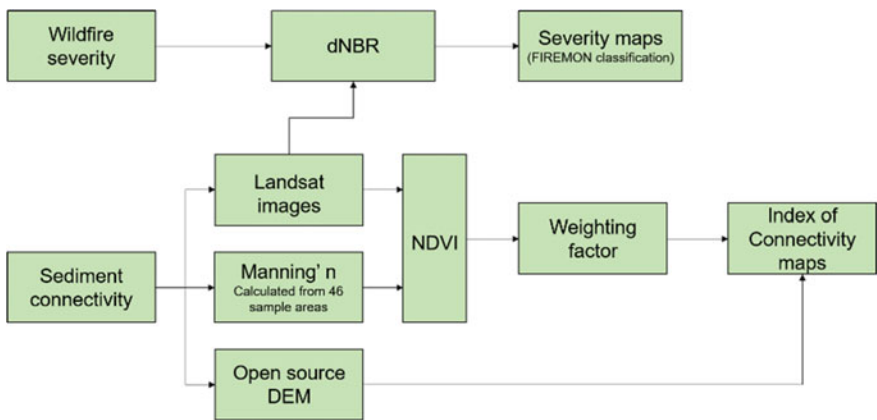 Wildfire
severity
dNBR
Severity maps
(FIREMON classification)
Landsat
images
NDVI
Weighting
factor
Index of
Connectivity
maps
Sediment
connectivity
Manning' n
Calculated from 46
sample areas
Open source
DEM